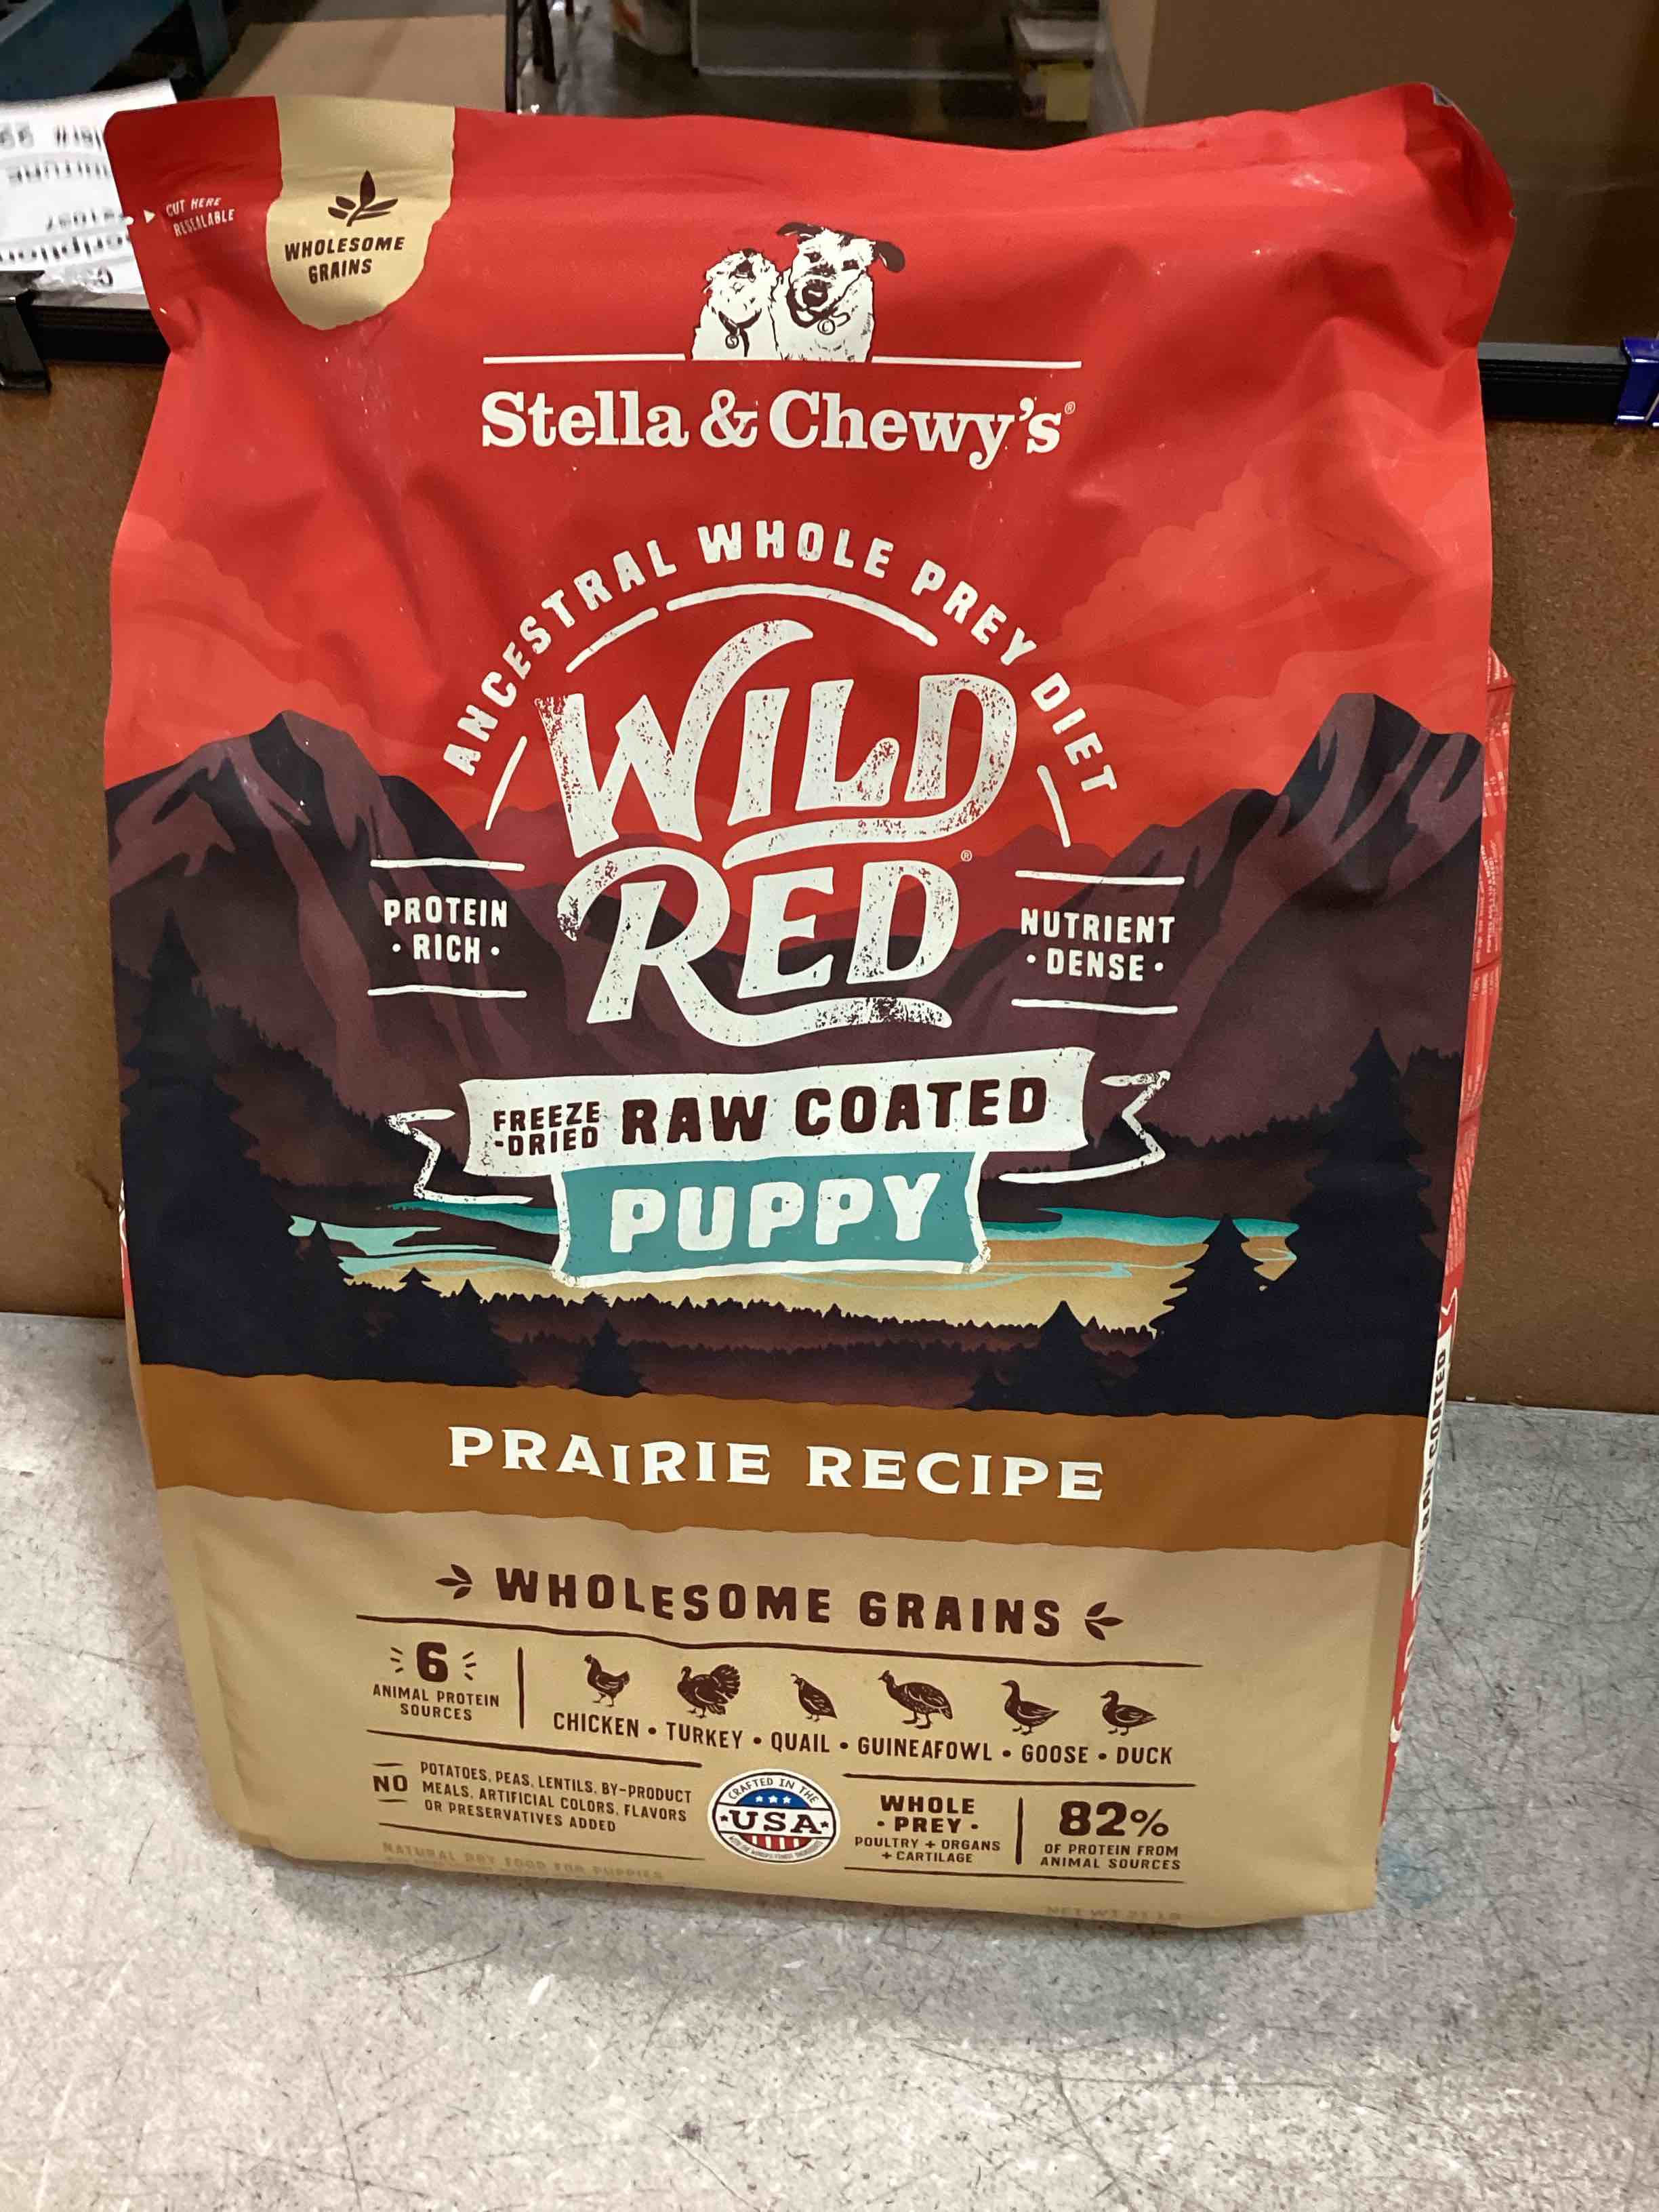 CUT HERE
RESEALABLE
WHOLESOME
GRAINS
Stella & Chewy's®
ANCESTRAL WHOLE PREY DIET
WILD
RED®
PROTEIN
• RICH •
NUTRIENT
• DENSE •
FREEZE
-DRIED
RAW COATED
PUPPY
PRAIRIE RECIPE
WHOLESOME GRAINS
6
ANIMAL PROTEIN
SOURCES
CHICKEN • TURKEY • QUAIL • GUINEAFOWL • GOOSE • DUCK
NO
POTATOES, PEAS, LENTILS, BY-PRODUCT
MEALS, ARTIFICIAL COLORS, FLAVORS
OR PRESERVATIVES ADDED
CRAFTED IN THE
USA
WHOLE
• PREY •
POULTRY + ORGANS
+ CARTILAGE
82%
OF PROTEIN FROM
ANIMAL SOURCES
NATURAL DRY FOOD FOR PUPPIES
RAW COATED